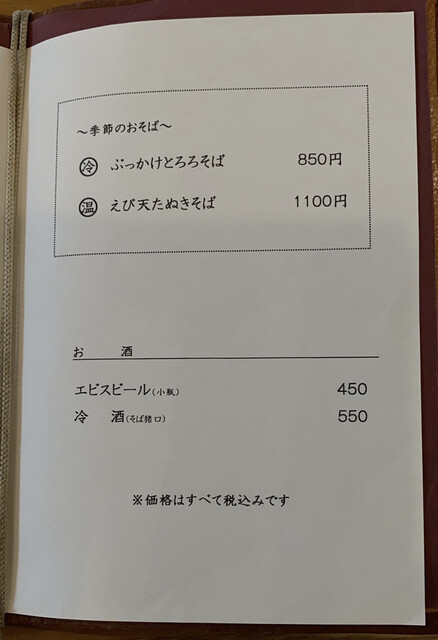 ～季節のおそば～
冷 ぶっかけとろろそば 850円
温 えび天たぬきそば 1100円
お 酒
エビスビール(小瓶) 450
冷 酒(そば猪口) 550
※価格はすべて税込みです